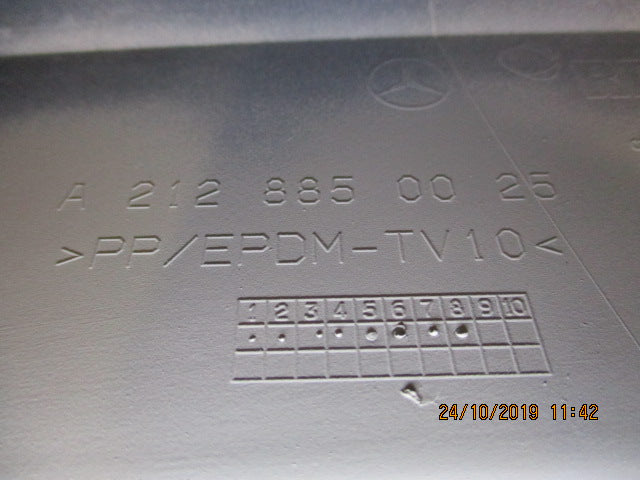 A 212 885 00 25
>PP/EPDM-TV10<
1 2 3 4 5 6 7 8 9 10
24/10/2019 11:42